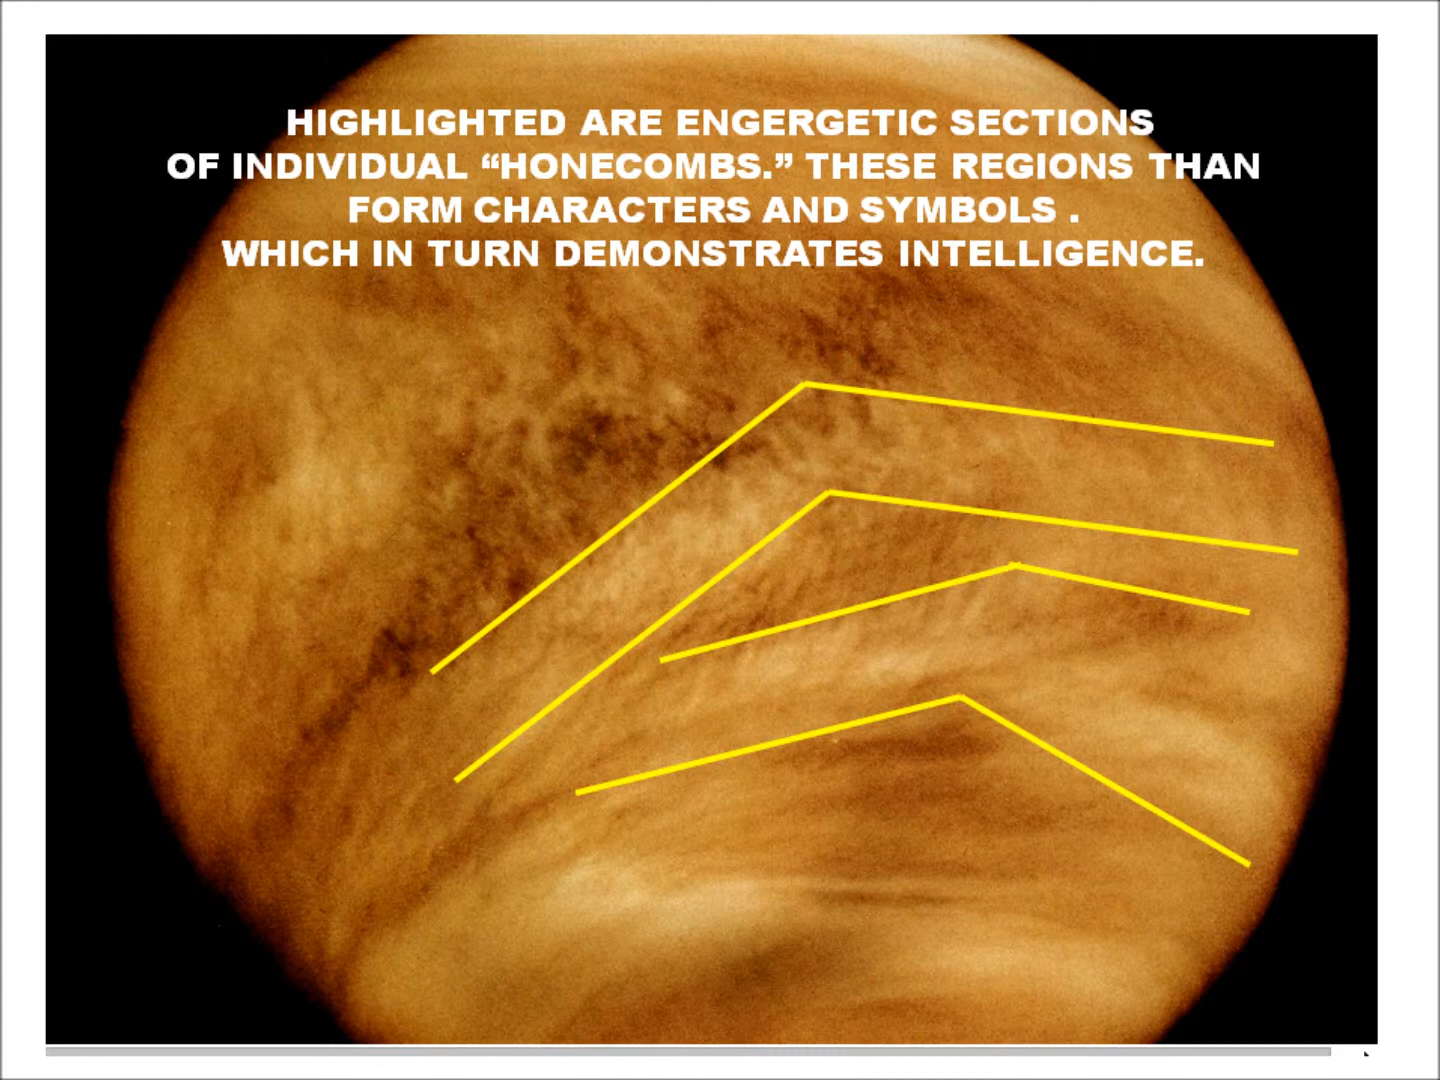 HIGHLIGHTED ARE ENGERGETIC SECTIONS
OF INDIVIDUAL “HONECOMBS.” THESE REGIONS THAN
FORM CHARACTERS AND SYMBOLS .
WHICH IN TURN DEMONSTRATES INTELLIGENCE.